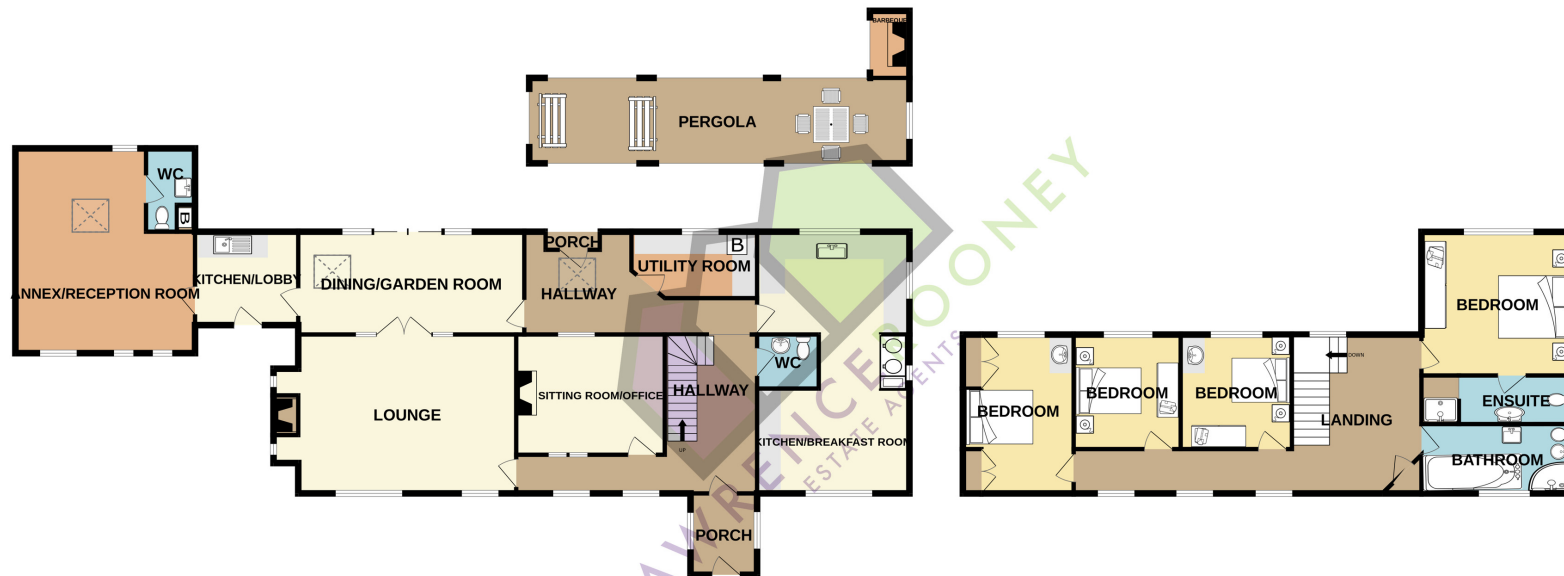 BARBEQUE
PERGOLA
WC
B
ANNEX/RECEPTION ROOM
KITCHEN/LOBBY
DINING/GARDEN ROOM
PORCH
HALLWAY
UTILITY ROOM
B
LOUNGE
SITTING ROOM/OFFICE
HALLWAY
UP
WC
KITCHEN/BREAKFAST ROOM
PORCH
BEDROOM
BEDROOM
BEDROOM
DOWN
LANDING
BEDROOM
ENSUITE
BATHROOM
LAWRENCE ROONEY
ESTATE AGENTS